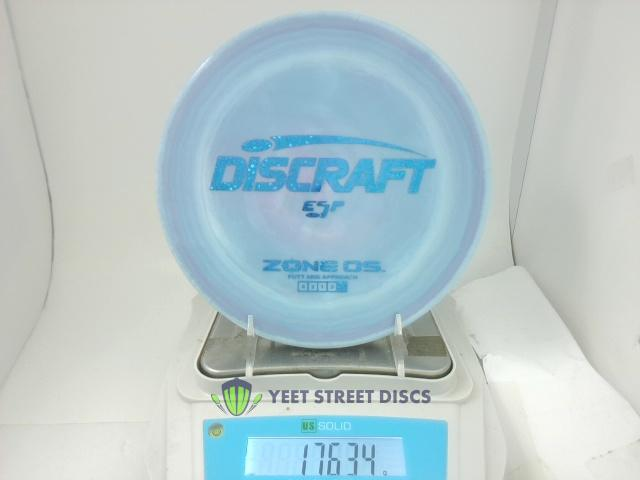 DISCRAFT
ESP
ZONE OS.
PUTT AND APPROACH
YEET STREET DISCS
US SOLID
176.34 g